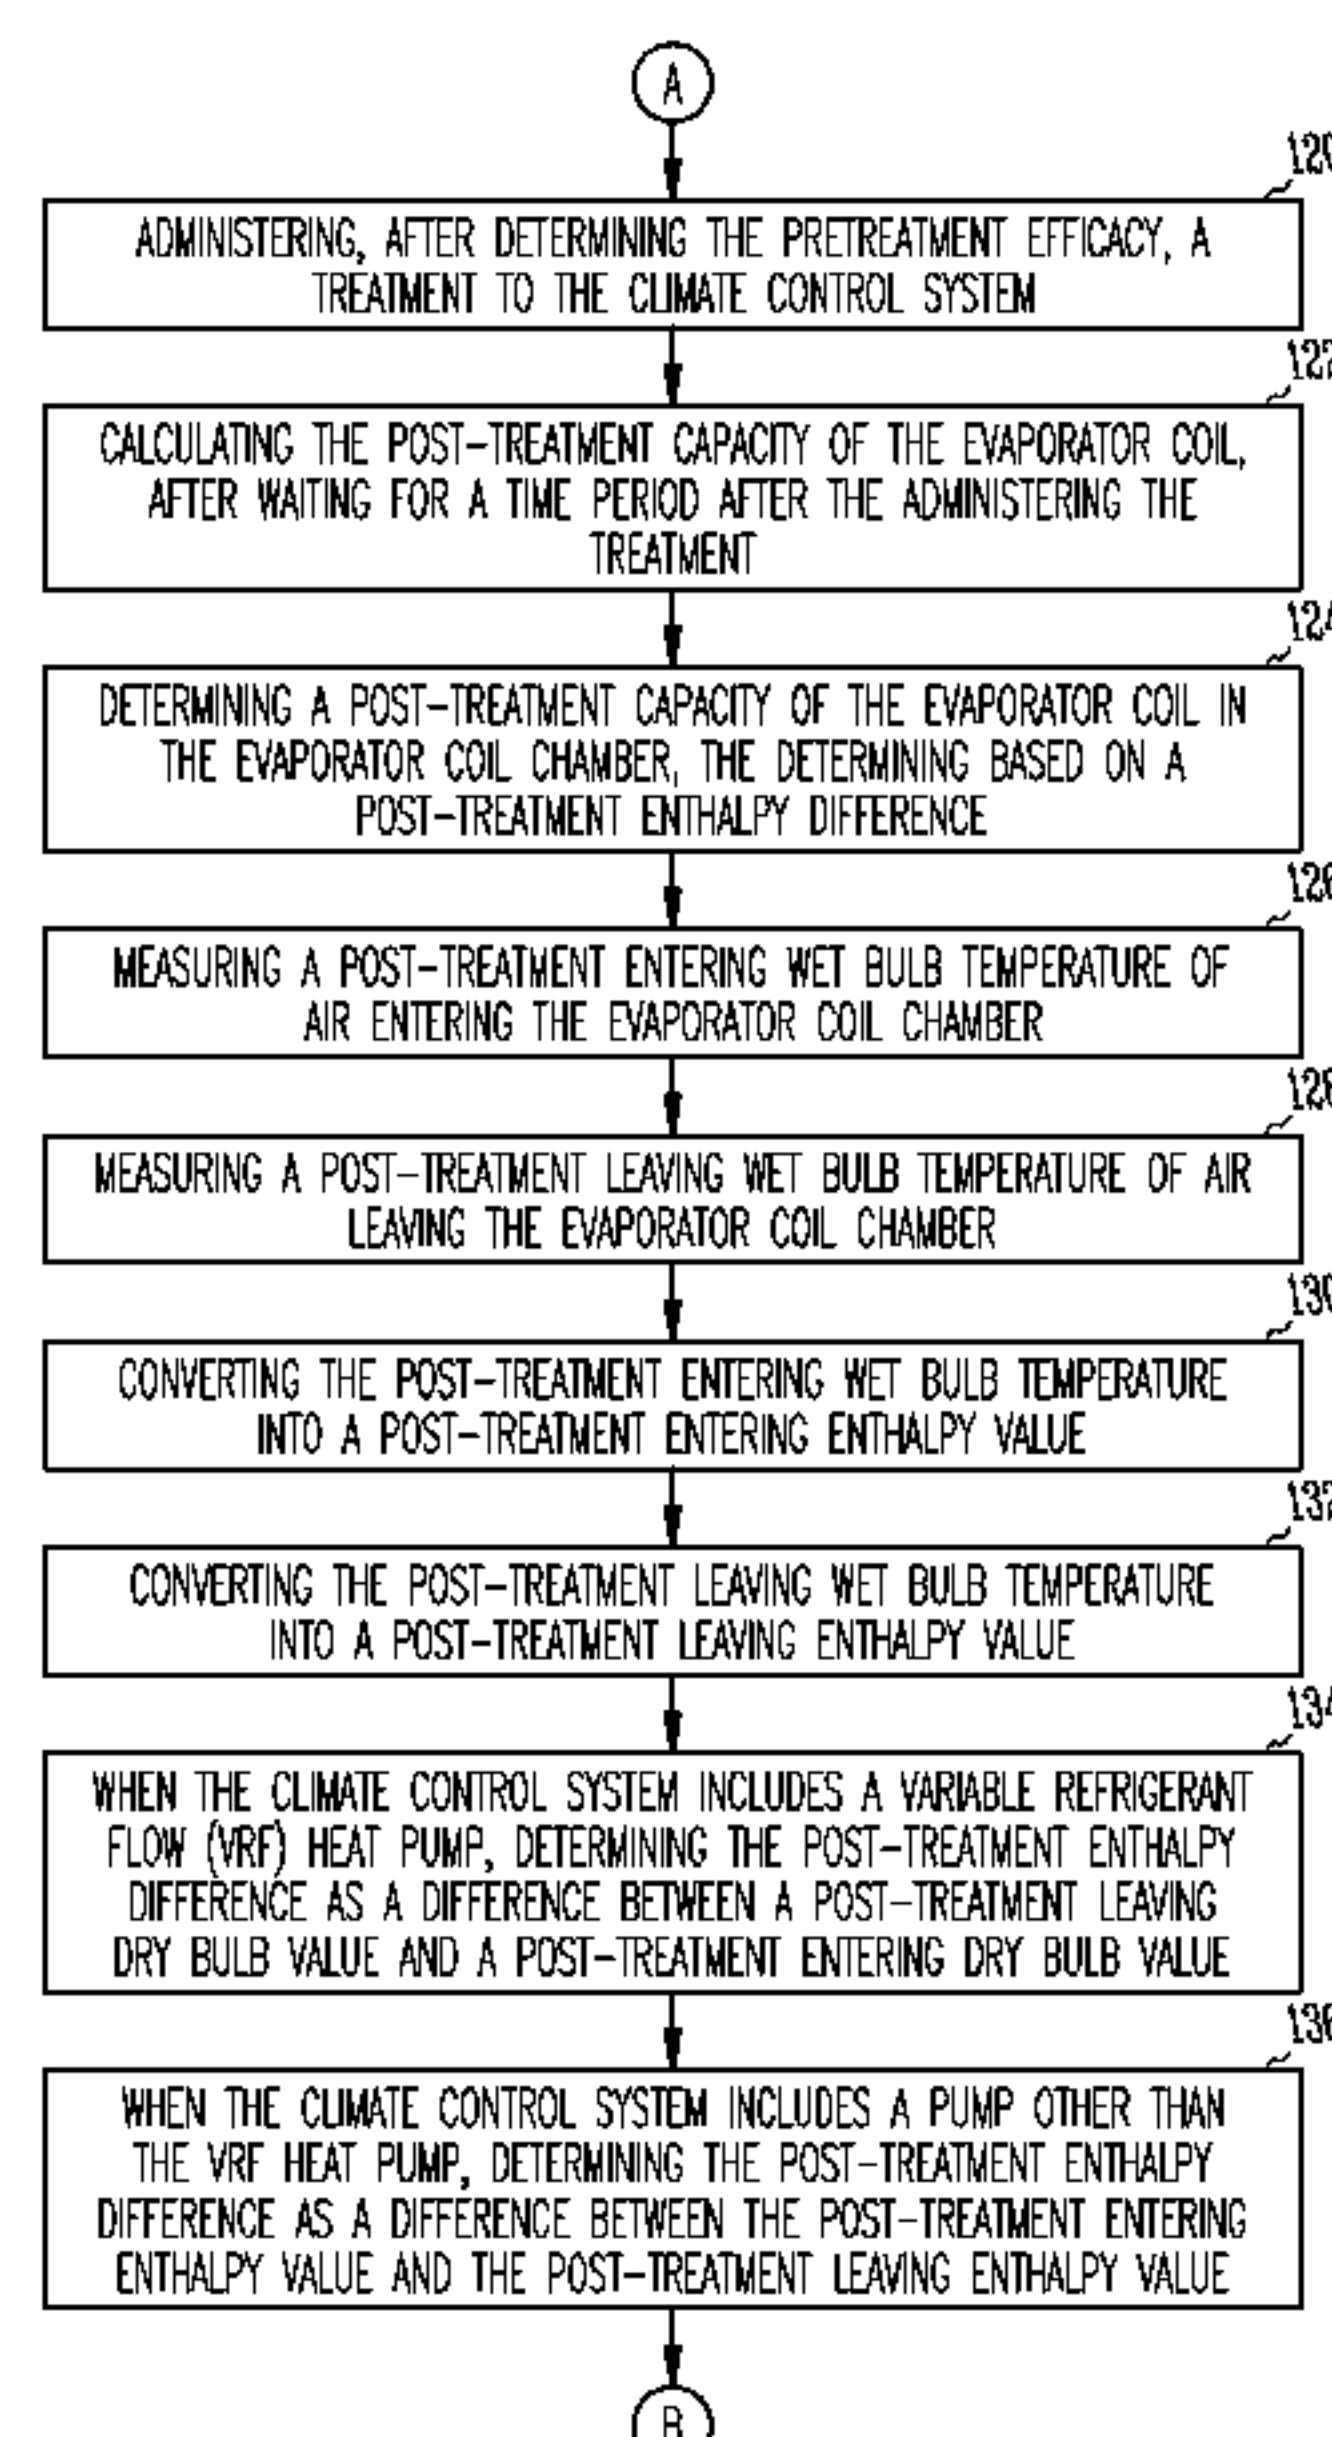 A
120
ADMINISTERING, AFTER DETERMINING THE PRETREATMENT EFFICACY, A
TREATMENT TO THE CLIMATE CONTROL SYSTEM
122
CALCULATING THE POST-TREATMENT CAPACITY OF THE EVAPORATOR COIL,
AFTER WAITING FOR A TIME PERIOD AFTER THE ADMINISTERING THE
TREATMENT
124
DETERMINING A POST-TREATMENT CAPACITY OF THE EVAPORATOR COIL IN
THE EVAPORATOR COIL CHAMBER, THE DETERMINING BASED ON A
POST-TREATMENT ENTHALPY DIFFERENCE
126
MEASURING A POST-TREATMENT ENTERING WET BULB TEMPERATURE OF
AIR ENTERING THE EVAPORATOR COIL CHAMBER
128
MEASURING A POST-TREATMENT LEAVING WET BULB TEMPERATURE OF AIR
LEAVING THE EVAPORATOR COIL CHAMBER
130
CONVERTING THE POST-TREATMENT ENTERING WET BULB TEMPERATURE
INTO A POST-TREATMENT ENTERING ENTHALPY VALUE
132
CONVERTING THE POST-TREATMENT LEAVING WET BULB TEMPERATURE
INTO A POST-TREATMENT LEAVING ENTHALPY VALUE
134
WHEN THE CLIMATE CONTROL SYSTEM INCLUDES A VARIABLE REFRIGERANT
FLOW (VRF) HEAT PUMP, DETERMINING THE POST-TREATMENT ENTHALPY
DIFFERENCE AS A DIFFERENCE BETWEEN A POST-TREATMENT LEAVING
DRY BULB VALUE AND A POST-TREATMENT ENTERING DRY BULB VALUE
136
WHEN THE CLIMATE CONTROL SYSTEM INCLUDES A PUMP OTHER THAN
THE VRF HEAT PUMP, DETERMINING THE POST-TREATMENT ENTHALPY
DIFFERENCE AS A DIFFERENCE BETWEEN THE POST-TREATMENT ENTERING
ENTHALPY VALUE AND THE POST-TREATMENT LEAVING ENTHALPY VALUE
B